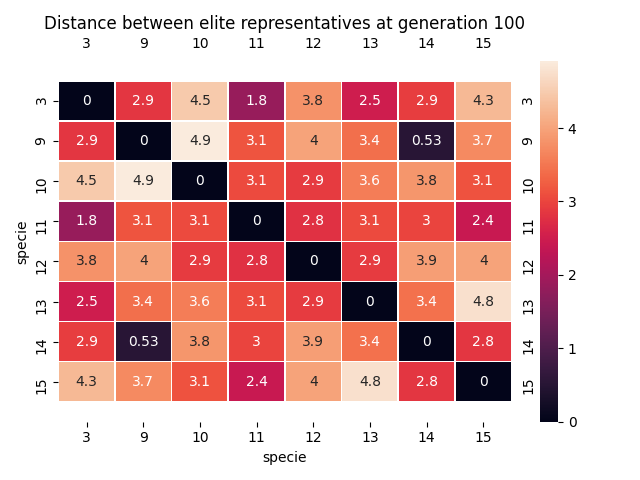 Distance between elite representatives at generation 100
3 9 10 11 12 13 14 15
3 0 2.9 4.5 1.8 3.8 2.5 2.9 4.3 3
9 2.9 0 4.9 3.1 4 3.4 0.53 3.7 9
10 4.5 4.9 0 3.1 2.9 3.6 3.8 3.1 10
11 1.8 3.1 3.1 0 2.8 3.1 3 2.4 11
12 3.8 4 2.9 2.8 0 2.9 3.9 4 12
13 2.5 3.4 3.6 3.1 2.9 0 3.4 4.8 13
14 2.9 0.53 3.8 3 3.9 3.4 0 2.8 14
15 4.3 3.7 3.1 2.4 4 4.8 2.8 0 15
3 9 10 11 12 13 14 15
specie
specie
4
3
2
1
0